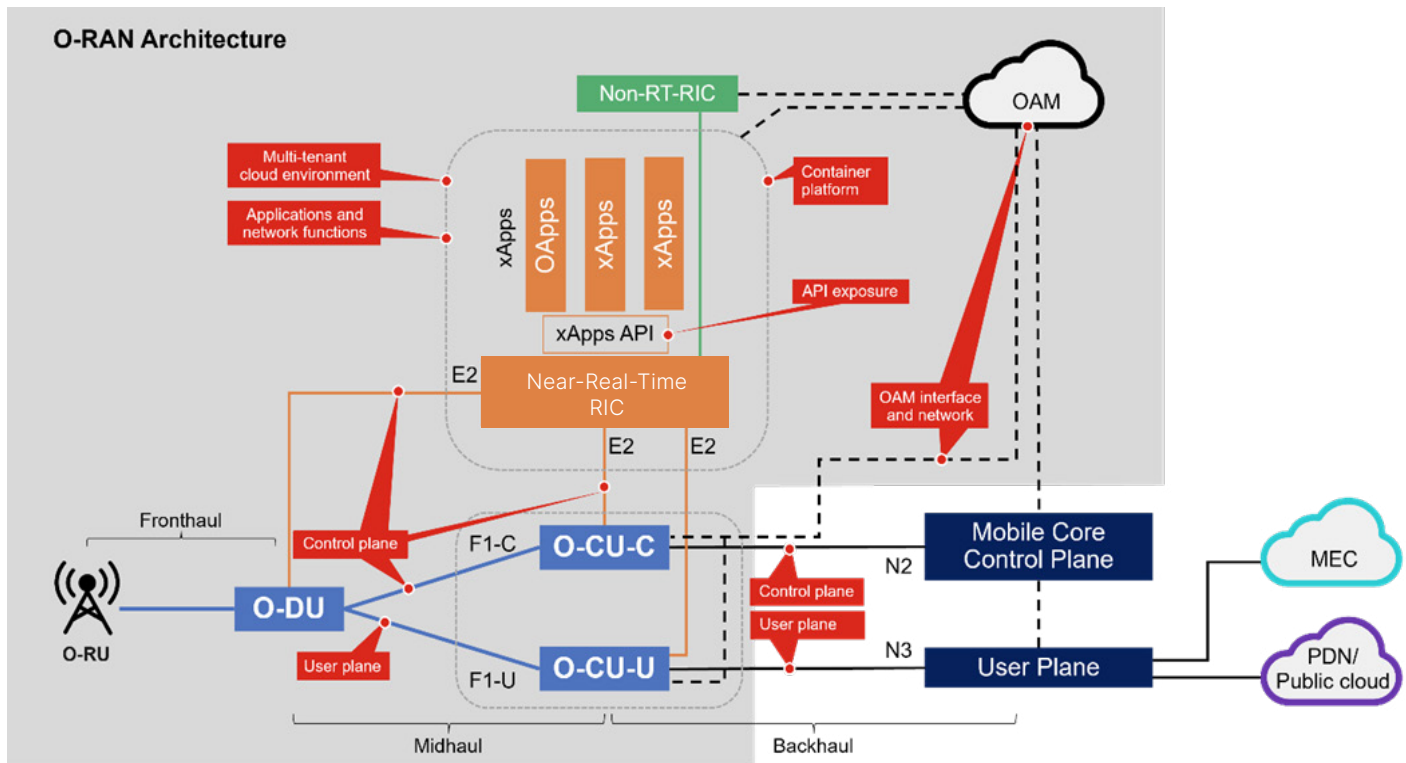 O-RAN Architecture
Non-RT-RIC
OAM
Multi-tenant
cloud environment
Applications and
network functions
Container
platform
xApps
OApps
xApps
xApps
API exposure
xApps API
E2
Near-Real-Time
RIC
OAM interface
and network
E2
E2
Fronthaul
Control plane
F1-C
O-CU-C
Mobile Core
Control Plane
N2
MEC
Control plane
O-DU
User plane
O-RU
User plane
F1-U
O-CU-U
N3
User Plane
PDN/
Public cloud
Midhaul
Backhaul